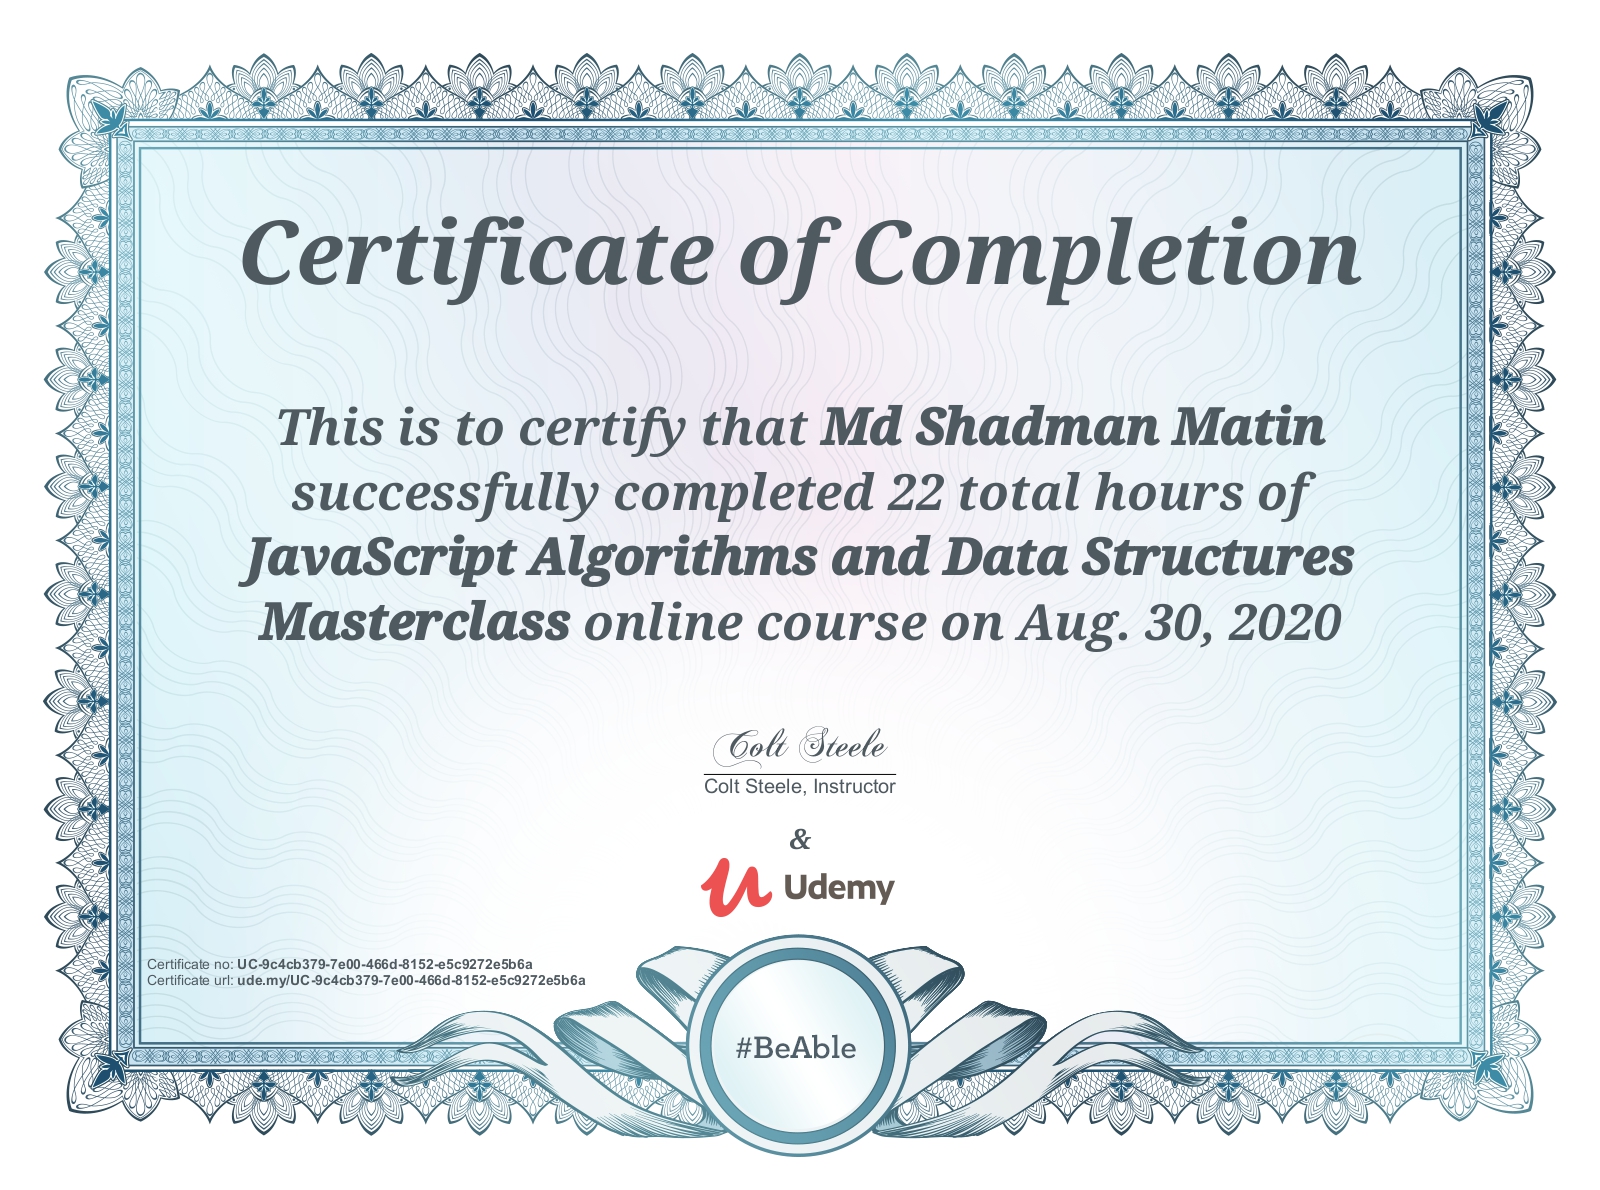 Certificate of Completion
This is to certify that Md Shadman Matin
successfully completed 22 total hours of
JavaScript Algorithms and Data Structures
Masterclass online course on Aug. 30, 2020
Colt Steele
Colt Steele, Instructor
&
Udemy
Certificate no: UC-9c4cb379-7e00-466d-8152-e5c9272e5b6a
Certificate url: ude.my/UC-9c4cb379-7e00-466d-8152-e5c9272e5b6a
#BeAble